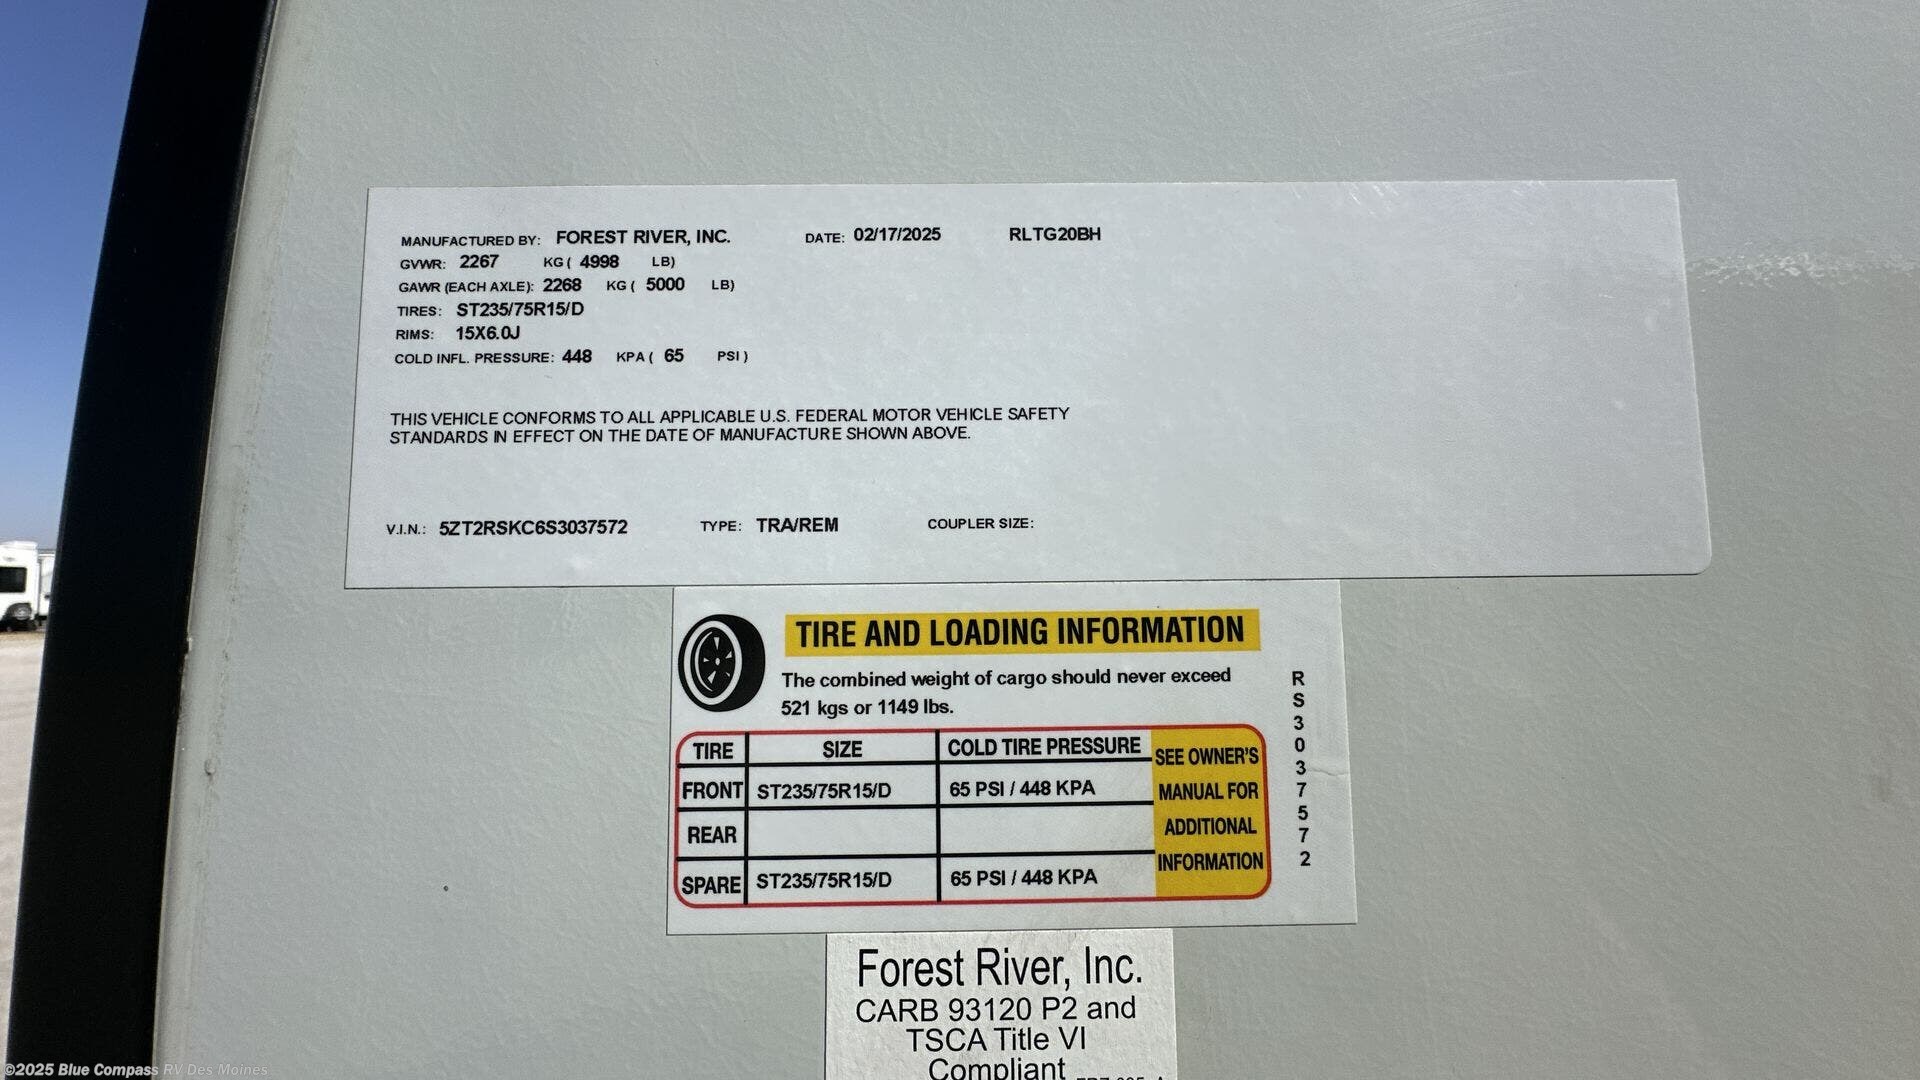 MANUFACTURED BY: FOREST RIVER, INC. DATE: 02/17/2025 RLTG20BH
GVWR: 2267 KG ( 4998 LB)
GAWR (EACH AXLE): 2268 KG ( 5000 LB)
TIRES: ST235/75R15/D
RIMS: 15X6.0J
COLD INFL. PRESSURE: 448 KPA ( 65 PSI )
THIS VEHICLE CONFORMS TO ALL APPLICABLE U.S. FEDERAL MOTOR VEHICLE SAFETY
STANDARDS IN EFFECT ON THE DATE OF MANUFACTURE SHOWN ABOVE.
V.I.N.: 5ZT2RSKC6S3037572 TYPE: TRA/REM COUPLER SIZE:
TIRE AND LOADING INFORMATION
The combined weight of cargo should never exceed
521 kgs or 1149 lbs.
TIRE SIZE COLD TIRE PRESSURE
FRONT ST235/75R15/D 65 PSI / 448 KPA
REAR
SPARE ST235/75R15/D 65 PSI / 448 KPA
SEE OWNER'S
MANUAL FOR
ADDITIONAL
INFORMATION
RS3037572
Forest River, Inc.
CARB 93120 P2 and
TSCA Title VI
Compliant
©2025 Blue Compass RV Des Moines